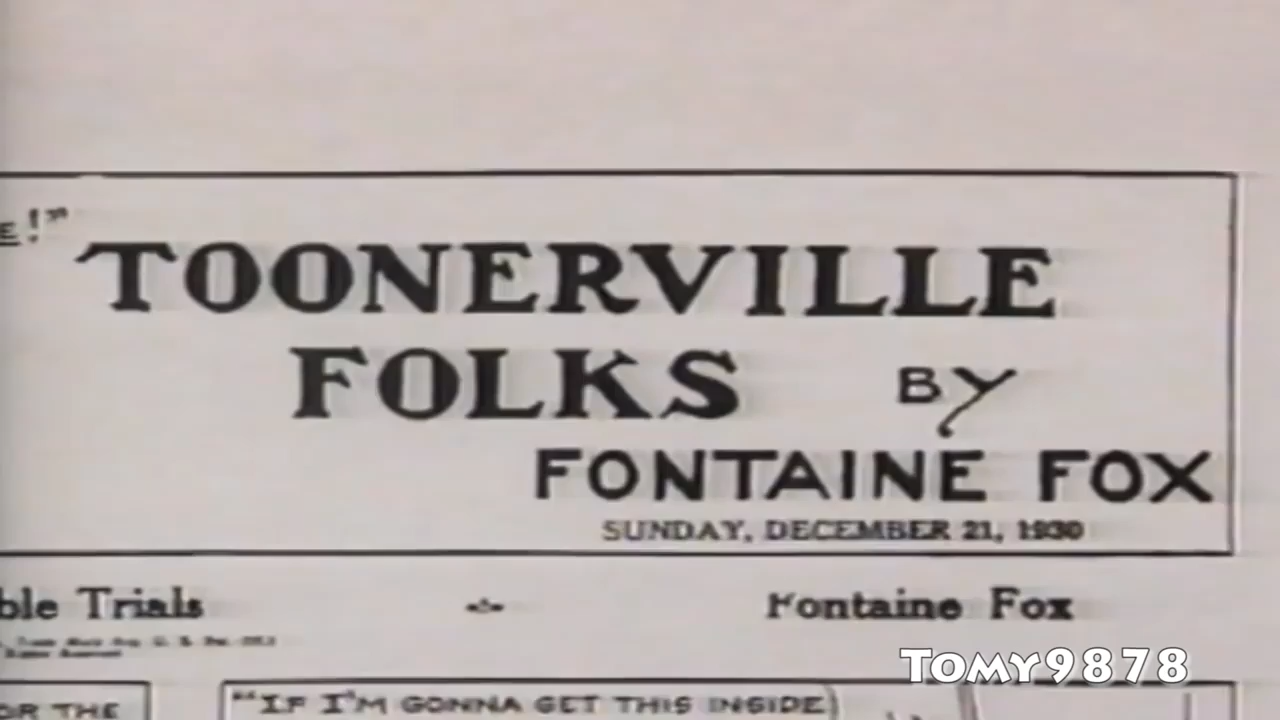 E!”
TOONERVILLE
FOLKS BY
FONTAINE FOX
SUNDAY, DECEMBER 21, 1930
ble Trials Fontaine Fox
TOMY9878
OR THE “IF I’M GONNA GET THIS INSIDE